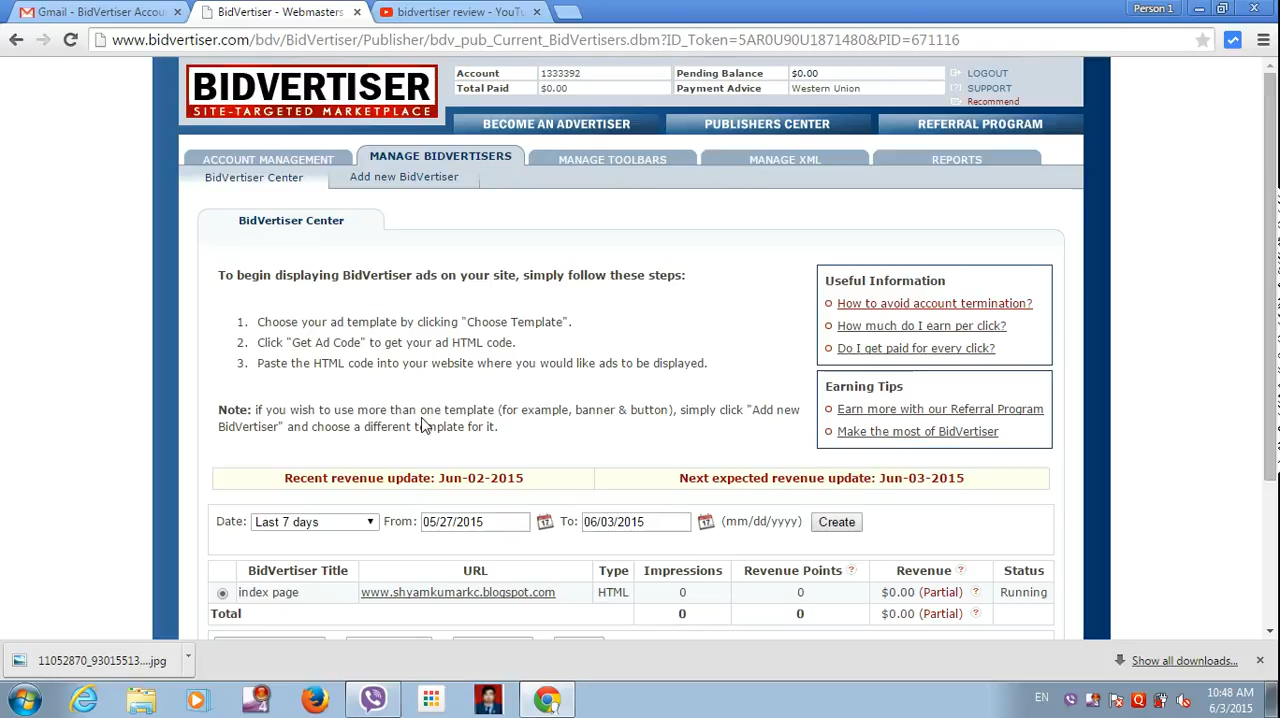 Gmail - BidVertiser Accou
BidVertiser - Webmasters
bidvertiser review - YouTu
Person 1
www.bidvertiser.com/bdv/BidVertiser/Publisher/bdv_pub_Current_BidVertisers.dbm?ID_Token=5AR0U90U1871480&PID=671116
BIDVERTISER
SITE-TARGETED MARKETPLACE
Account 1333392 Pending Balance $0.00
Total Paid $0.00 Payment Advice Western Union
LOGOUT
SUPPORT
Recommend
BECOME AN ADVERTISER PUBLISHERS CENTER REFERRAL PROGRAM
ACCOUNT MANAGEMENT MANAGE BIDVERTISERS MANAGE TOOLBARS MANAGE XML REPORTS
BidVertiser Center Add new BidVertiser
BidVertiser Center
To begin displaying BidVertiser ads on your site, simply follow these steps:
1. Choose your ad template by clicking "Choose Template".
2. Click "Get Ad Code" to get your ad HTML code.
3. Paste the HTML code into your website where you would like ads to be displayed.
Note: if you wish to use more than one template (for example, banner & button), simply click "Add new
BidVertiser" and choose a different template for it.
Useful Information
How to avoid account termination?
How much do I earn per click?
Do I get paid for every click?
Earning Tips
Earn more with our Referral Program
Make the most of BidVertiser
Recent revenue update: Jun-02-2015 Next expected revenue update: Jun-03-2015
Date: Last 7 days From: 05/27/2015 To: 06/03/2015 (mm/dd/yyyy) Create
BidVertiser Title URL Type Impressions Revenue Points ? Revenue ? Status
index page www.shyamkumarkc.blogspot.com HTML 0 0 $0.00 (Partial) ? Running
Total 0 0 $0.00 (Partial) ?
11052870_93015513....jpg
Show all downloads...
EN
10:48 AM
6/3/2015